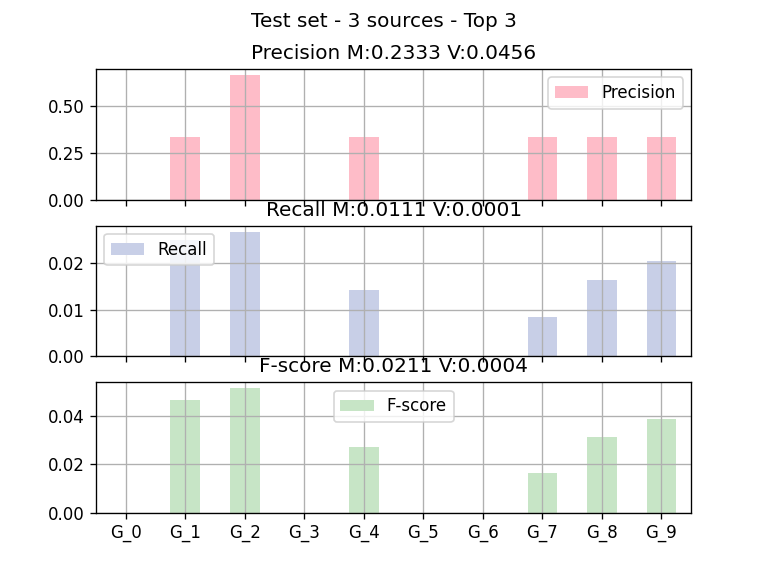 Test set - 3 sources - Top 3
Precision M:0.2333 V:0.0456
0.50
0.25
0.00
Precision
Recall M:0.0111 V:0.0001
0.02
0.01
0.00
Recall
F-score M:0.0211 V:0.0004
0.04
0.02
0.00
F-score
G_0 G_1 G_2 G_3 G_4 G_5 G_6 G_7 G_8 G_9